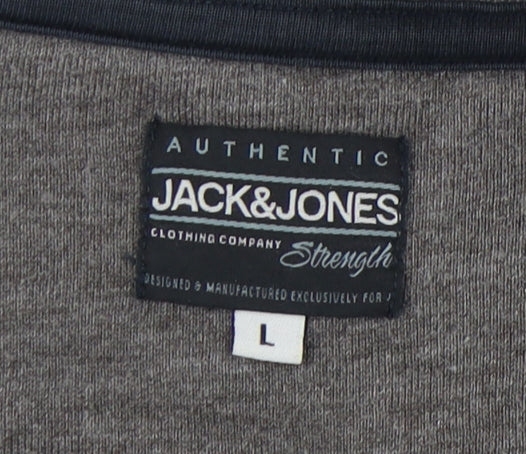 AUTHENTIC
JACK&JONES
CLOTHING COMPANY
Strength
DESIGNED & MANUFACTURED EXCLUSIVELY FOR J
L